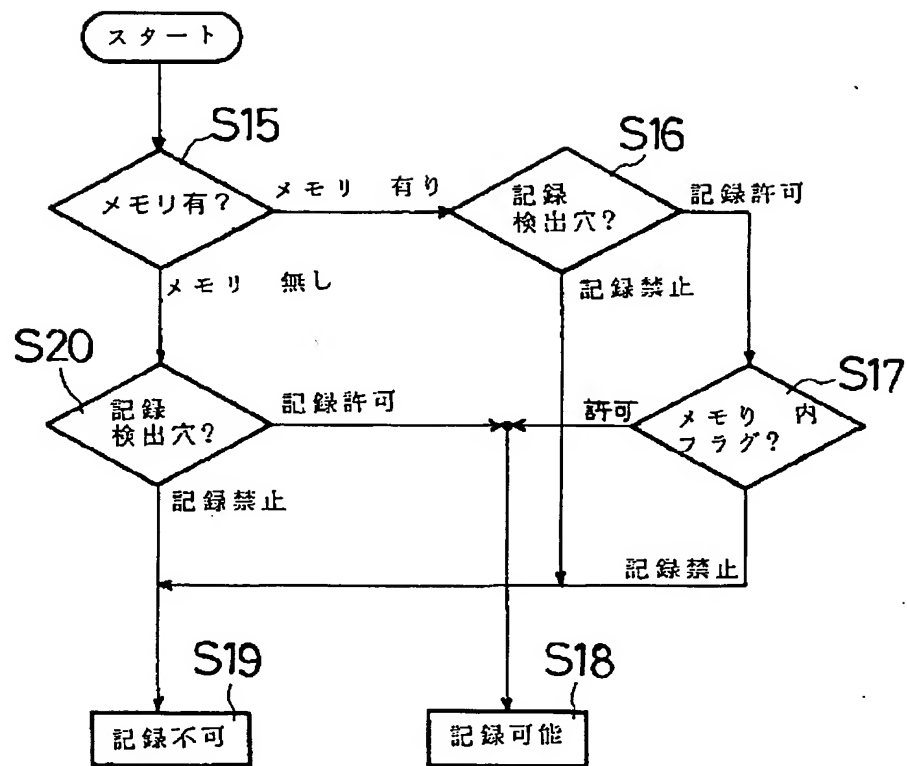 スタート
S15
メモリ有?
メモリ 有り
S16
記録
検出穴?
記録許可
メモリ 無し
記録禁止
S20
記録
検出穴?
記録許可
記録禁止
S17
メモリ 内
フラグ?
許可
記録禁止
S19
記録不可
S18
記録可能